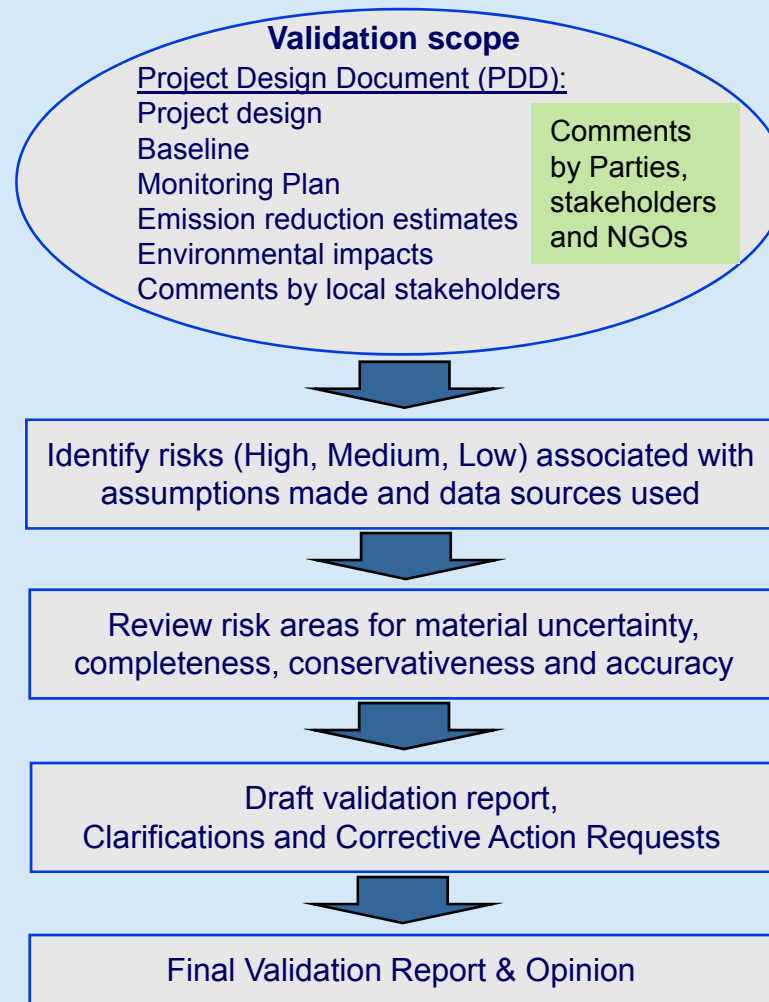 Validation scope
Project Design Document (PDD):
Project design
Baseline
Monitoring Plan
Emission reduction estimates
Environmental impacts
Comments by local stakeholders
Comments
by Parties,
stakeholders
and NGOs
Identify risks (High, Medium, Low) associated with
assumptions made and data sources used
Review risk areas for material uncertainty,
completeness, conservativeness and accuracy
Draft validation report,
Clarifications and Corrective Action Requests
Final Validation Report & Opinion